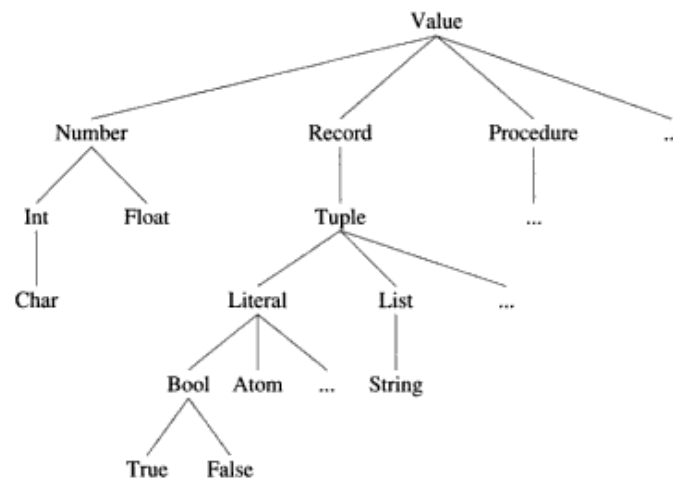 Value
Number Record Procedure ...
Int Float Tuple ...
Char Literal List ...
Bool Atom ... String
True False